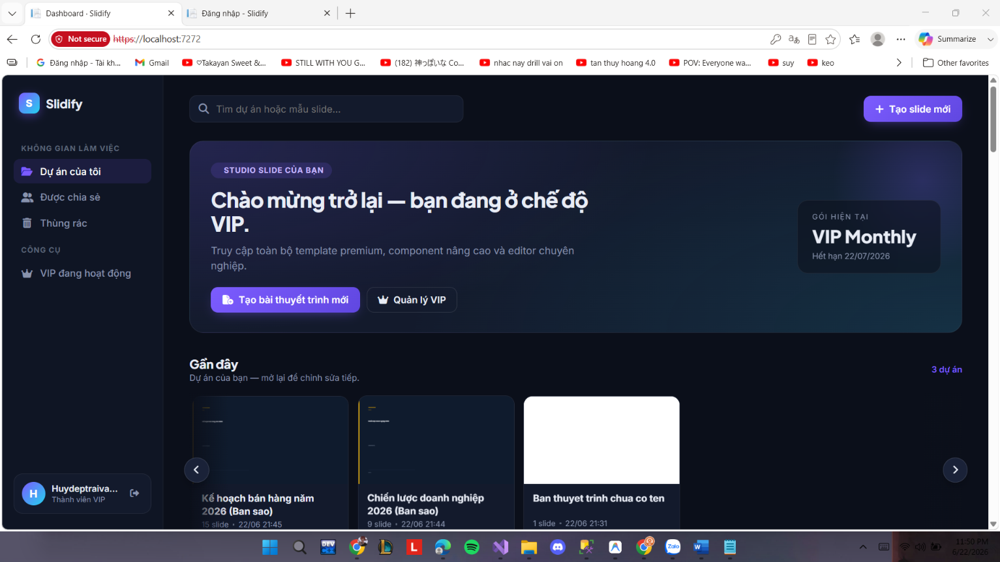 Dashboard · Slidify
Đăng nhập - Slidify
Not secure
https://localhost:7272
Summarize
Đăng nhập - Tài kh...
Gmail
♡Takayan Sweet &...
STILL WITH YOU G...
(182) 神っぽいな Co...
nhac nay drill vai on
tan thuy hoang 4.0
POV: Everyone wa...
suy
keo
Other favorites
S
Slidify
Tìm dự án hoặc mẫu slide...
+ Tạo slide mới
KHÔNG GIAN LÀM VIỆC
Dự án của tôi
Được chia sẻ
Thùng rác
CÔNG CỤ
VIP đang hoạt động
STUDIO SLIDE CỦA BẠN
Chào mừng trở lại — bạn đang ở chế độ
VIP.
Truy cập toàn bộ template premium, component nâng cao và editor chuyên
nghiệp.
Tạo bài thuyết trình mới
Quản lý VIP
GÓI HIỆN TẠI
VIP Monthly
Hết hạn 22/07/2026
Gần đây
Dự án của bạn — mở lại để chỉnh sửa tiếp.
3 dự án
Kế hoạch bán hàng năm
2026 (Ban sao)
15 slide • 22/06 21:45
Chiến lược doanh nghiệp
2026 (Ban sao)
9 slide • 22/06 21:44
Ban thuyet trinh chua co ten
1 slide • 22/06 21:31
H
Huydeptraiva...
Thành viên VIP
DEV
L
Zalo
11:50 PM
6/22/2026